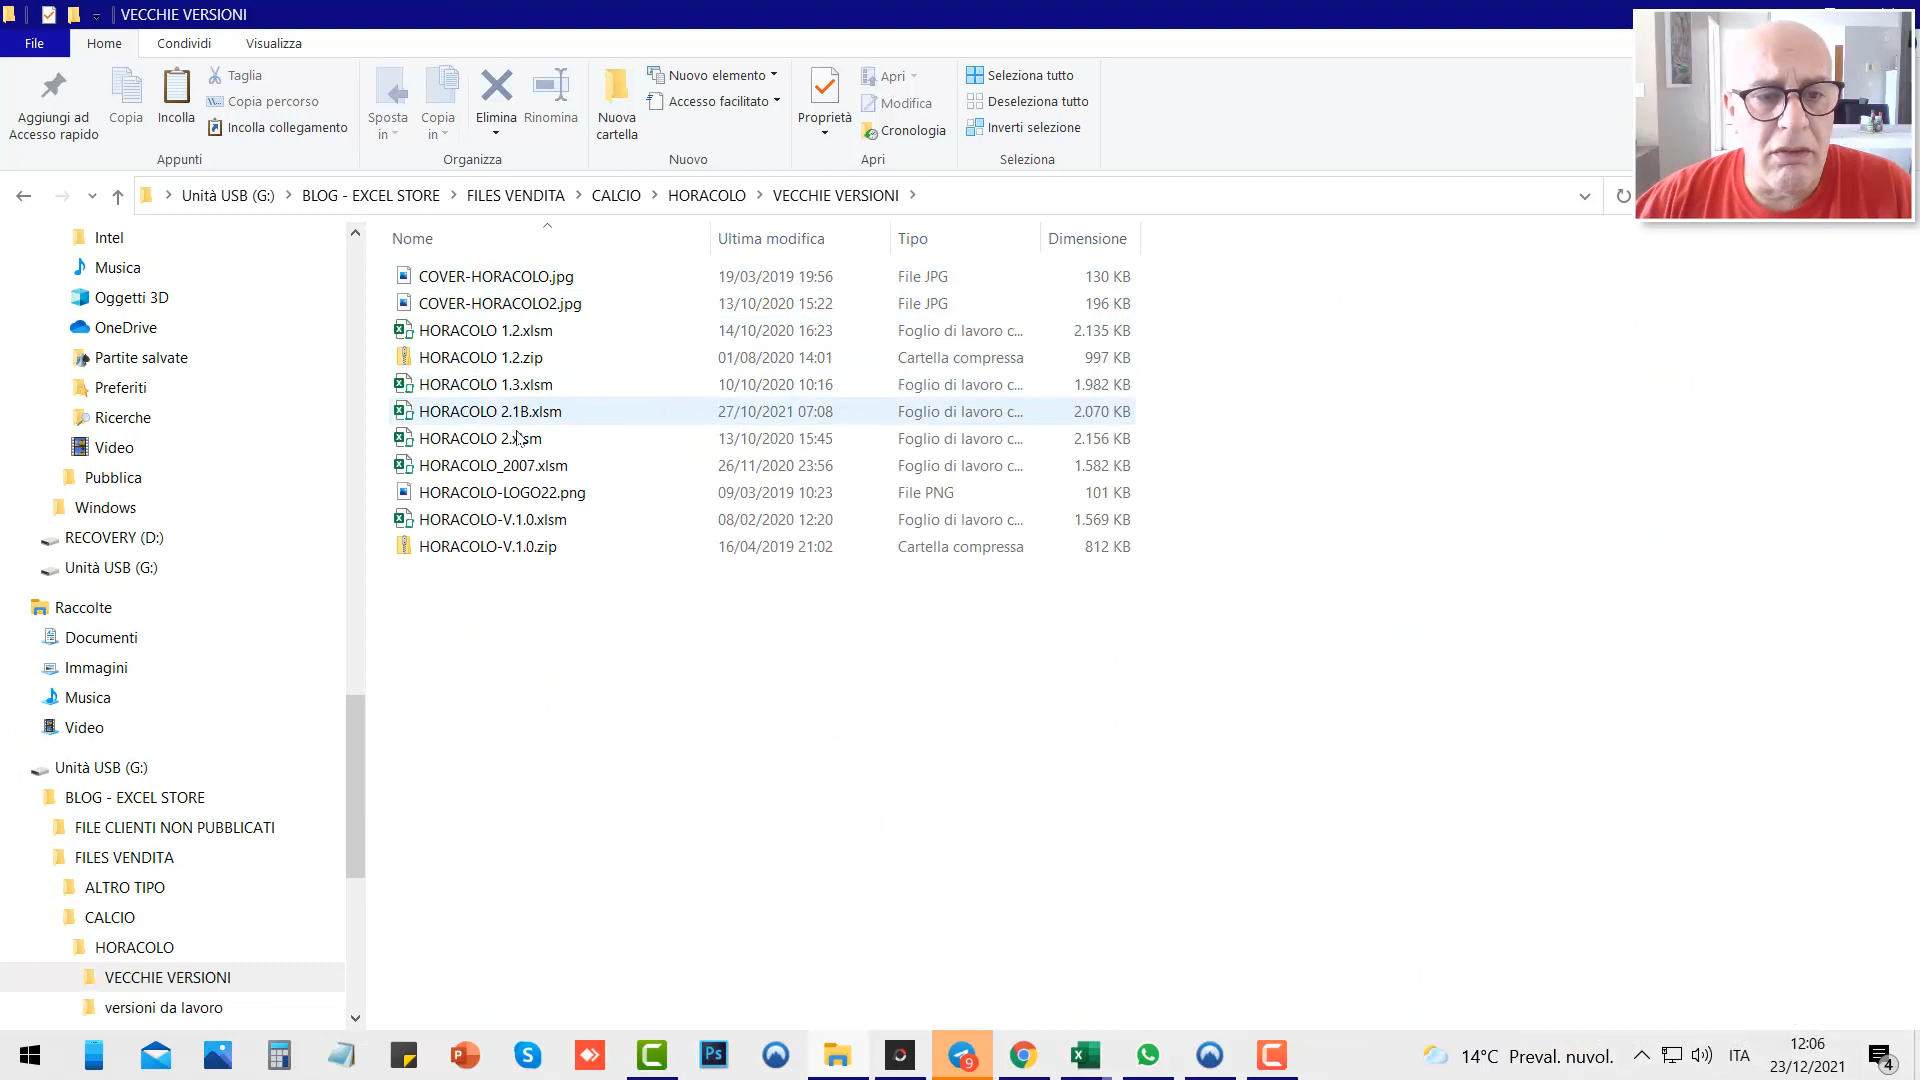 VECCHIE VERSIONI
File Home Condividi Visualizza
Aggiungi ad Accesso rapido
Copia
Incolla
Taglia
Copia percorso
Incolla collegamento
Appunti
Sposta in
Copia in
Elimina
Rinomina
Organizza
Nuova cartella
Nuovo elemento
Accesso facilitato
Nuovo
Proprietà
Apri
Modifica
Cronologia
Apri
Seleziona tutto
Deseleziona tutto
Inverti selezione
Seleziona
Unità USB (G:) BLOG - EXCEL STORE FILES VENDITA CALCIO HORACOLO VECCHIE VERSIONI
Intel
Musica
Oggetti 3D
OneDrive
Partite salvate
Preferiti
Ricerche
Video
Pubblica
Windows
RECOVERY (D:)
Unità USB (G:)
Raccolte
Documenti
Immagini
Musica
Video
Unità USB (G:)
BLOG - EXCEL STORE
FILE CLIENTI NON PUBBLICATI
FILES VENDITA
ALTRO TIPO
CALCIO
HORACOLO
VECCHIE VERSIONI
versioni da lavoro
Nome Ultima modifica Tipo Dimensione
COVER-HORACOLO.jpg 19/03/2019 19:56 File JPG 130 KB
COVER-HORACOLO2.jpg 13/10/2020 15:22 File JPG 196 KB
HORACOLO 1.2.xlsm 14/10/2020 16:23 Foglio di lavoro c... 2.135 KB
HORACOLO 1.2.zip 01/08/2020 14:01 Cartella compressa 997 KB
HORACOLO 1.3.xlsm 10/10/2020 10:16 Foglio di lavoro c... 1.982 KB
HORACOLO 2.1B.xlsm 27/10/2021 07:08 Foglio di lavoro c... 2.070 KB
HORACOLO 2.xlsm 13/10/2020 15:45 Foglio di lavoro c... 2.156 KB
HORACOLO_2007.xlsm 26/11/2020 23:56 Foglio di lavoro c... 1.582 KB
HORACOLO-LOGO22.png 09/03/2019 10:23 File PNG 101 KB
HORACOLO-V.1.0.xlsm 08/02/2020 12:20 Foglio di lavoro c... 1.569 KB
HORACOLO-V.1.0.zip 16/04/2019 21:02 Cartella compressa 812 KB
Ps
9
14°C Preval. nuvol.
ITA
12:06
23/12/2021
4